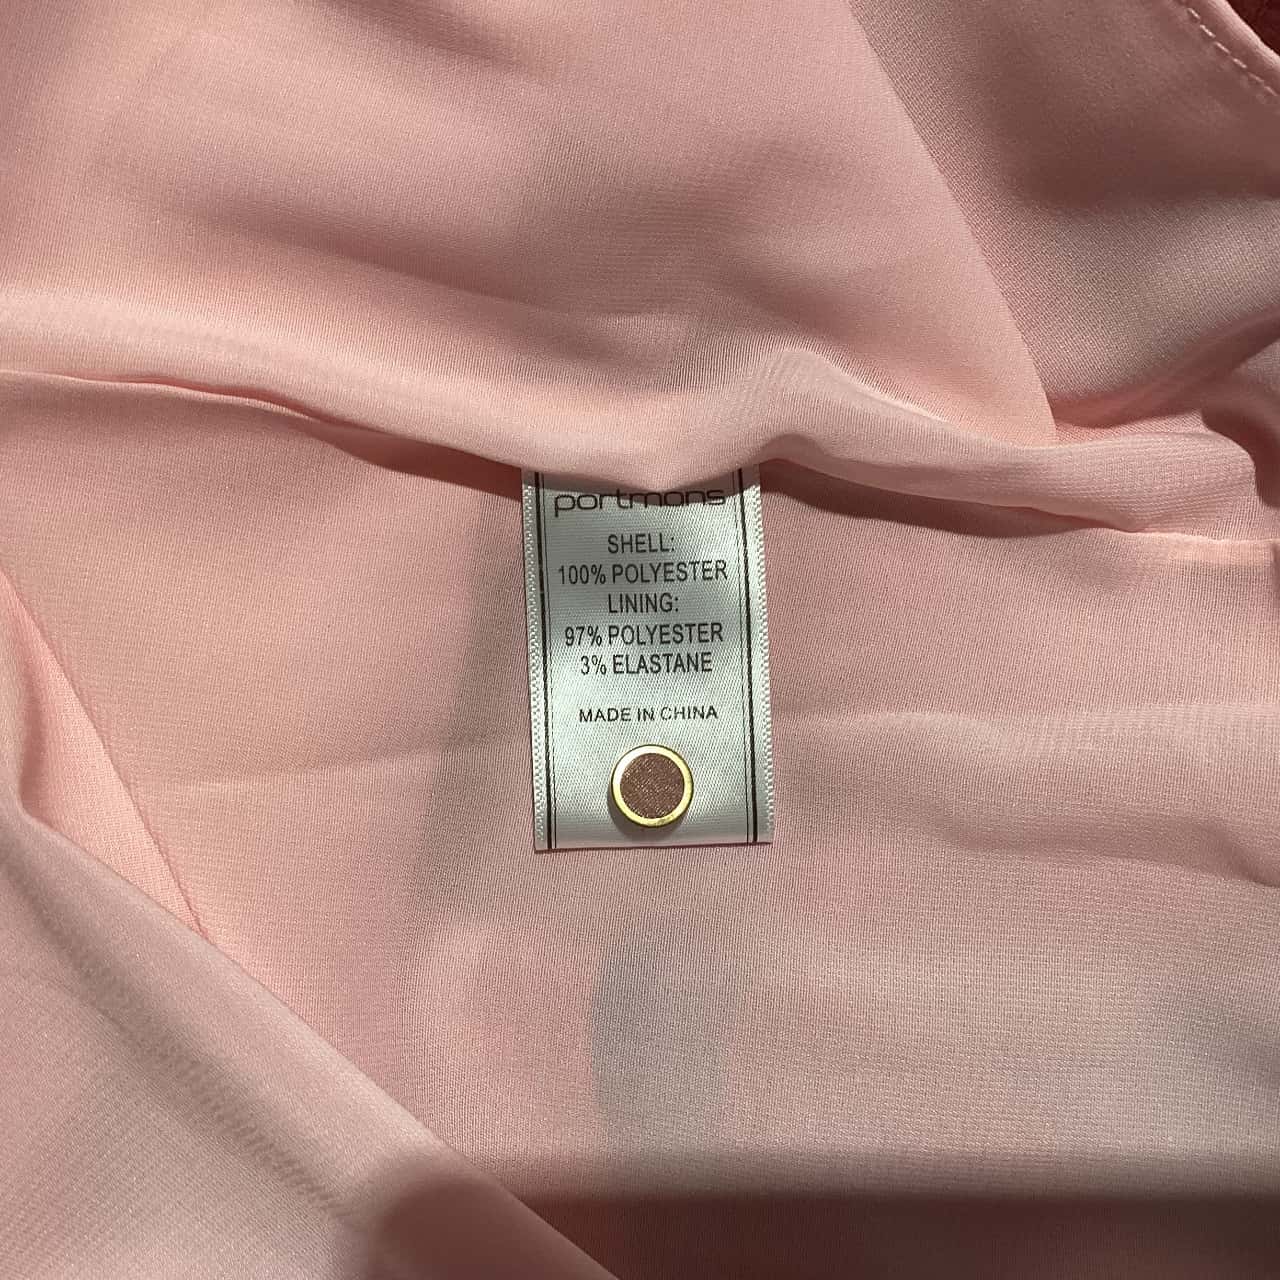 portmans
SHELL:
100% POLYESTER
LINING:
97% POLYESTER
3% ELASTANE
MADE IN CHINA